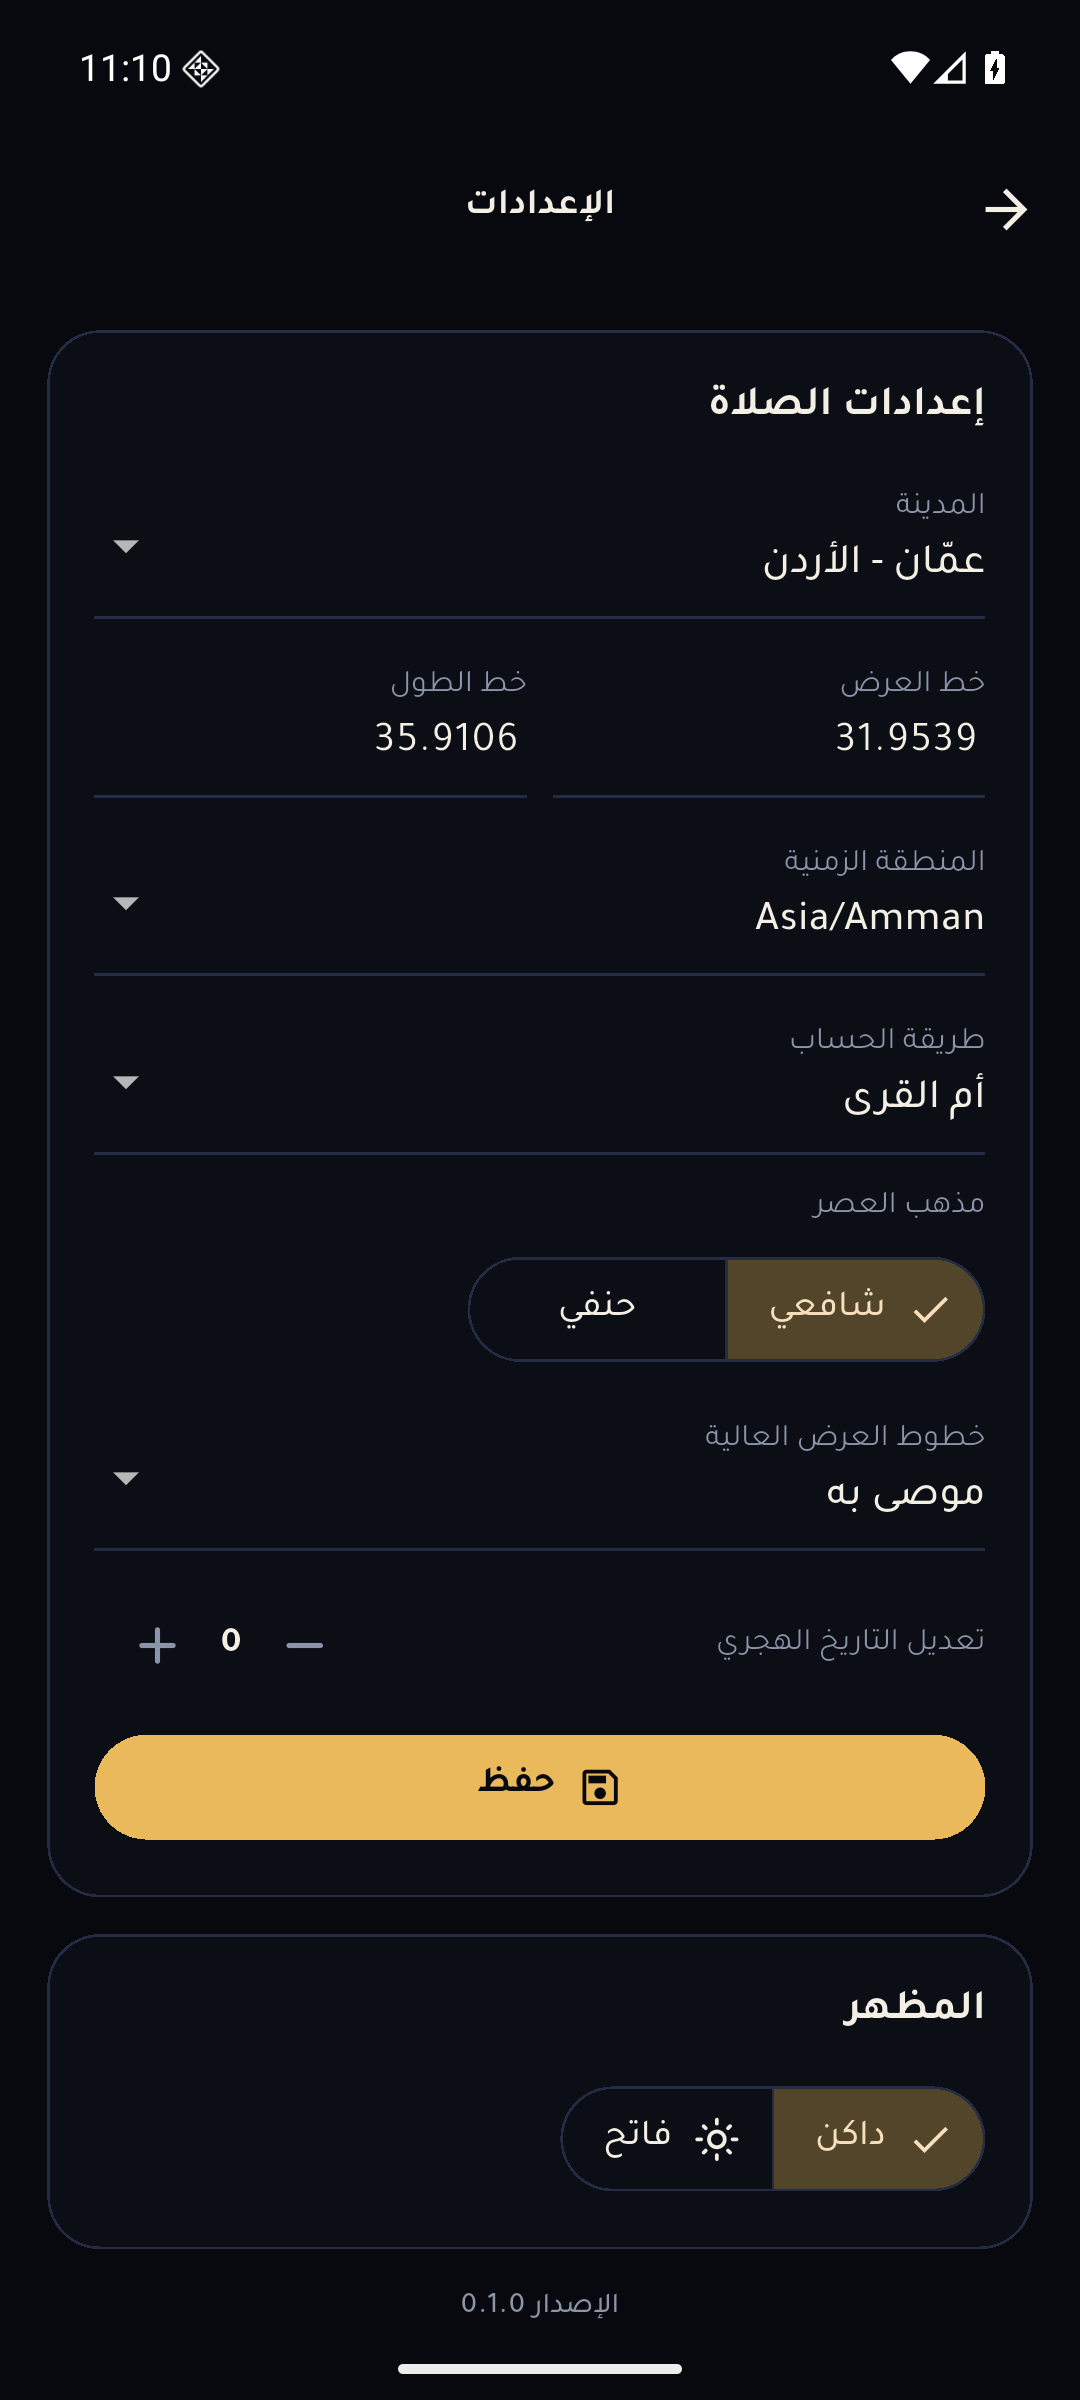 11:10
الإعدادات
إعدادات الصلاة
المدينة
عمّان - الأردن
خط العرض
31.9539
خط الطول
35.9106
المنطقة الزمنية
Asia/Amman
طريقة الحساب
أم القرى
مذهب العصر
شافعي
حنفي
خطوط العرض العالية
موصى به
تعديل التاريخ الهجري
0
حفظ
المظهر
داكن
فاتح
الإصدار 0.1.0